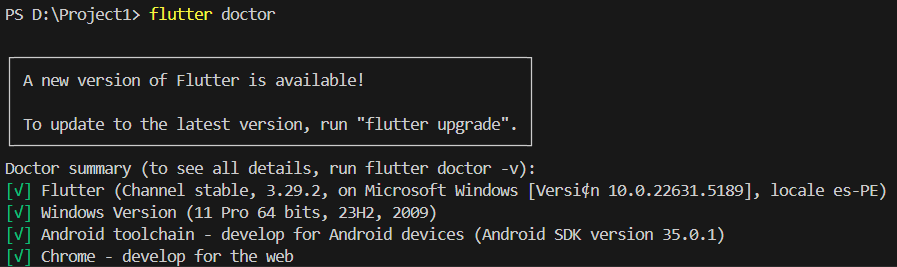 PS D:\Project1> flutter doctor
A new version of Flutter is available!
To update to the latest version, run "flutter upgrade".
Doctor summary (to see all details, run flutter doctor -v):
[√] Flutter (Channel stable, 3.29.2, on Microsoft Windows [Versi¢n 10.0.22631.5189], locale es-PE)
[√] Windows Version (11 Pro 64 bits, 23H2, 2009)
[√] Android toolchain - develop for Android devices (Android SDK version 35.0.1)
[√] Chrome - develop for the web